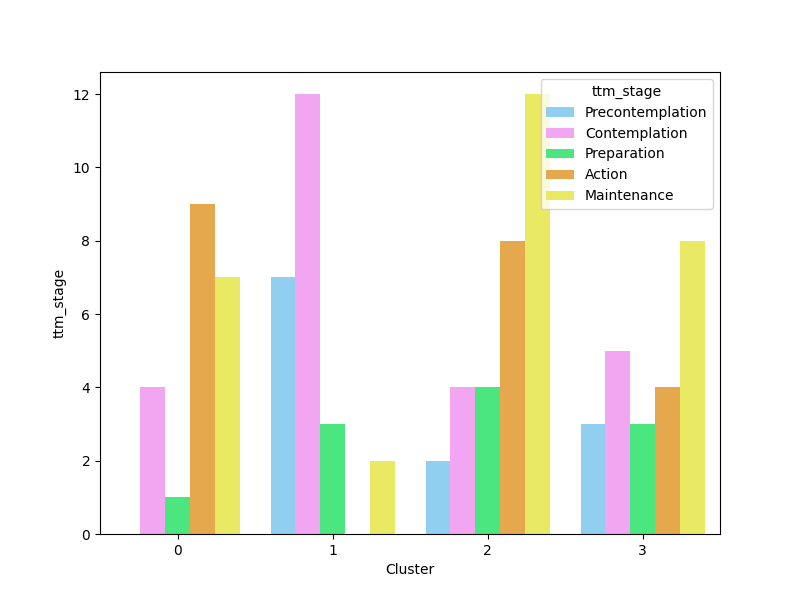 ttm_stage
Precontemplation
Contemplation
Preparation
Action
Maintenance
12
10
8
6
4
2
0
ttm_stage
0 1 2 3
Cluster